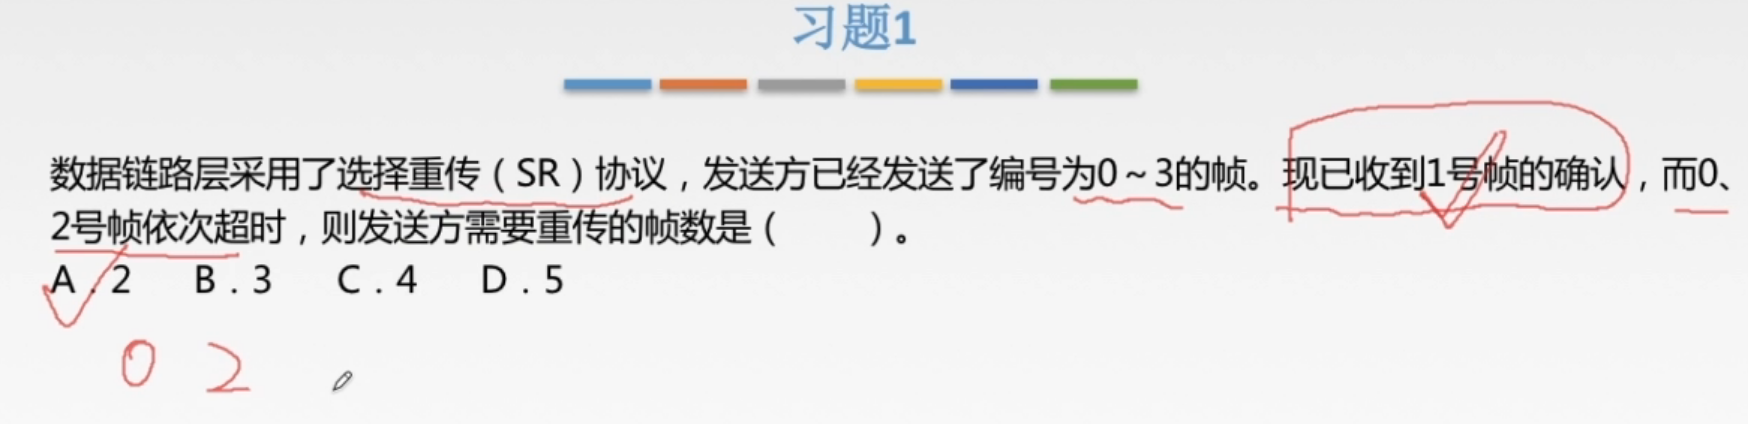 习题1
数据链路层采用了选择重传（SR）协议，发送方已经发送了编号为0～3的帧。现已收到1号帧的确认，而0、
2号帧依次超时，则发送方需要重传的帧数是（　　）。
A．2　B．3　C．4　D．5
0 2